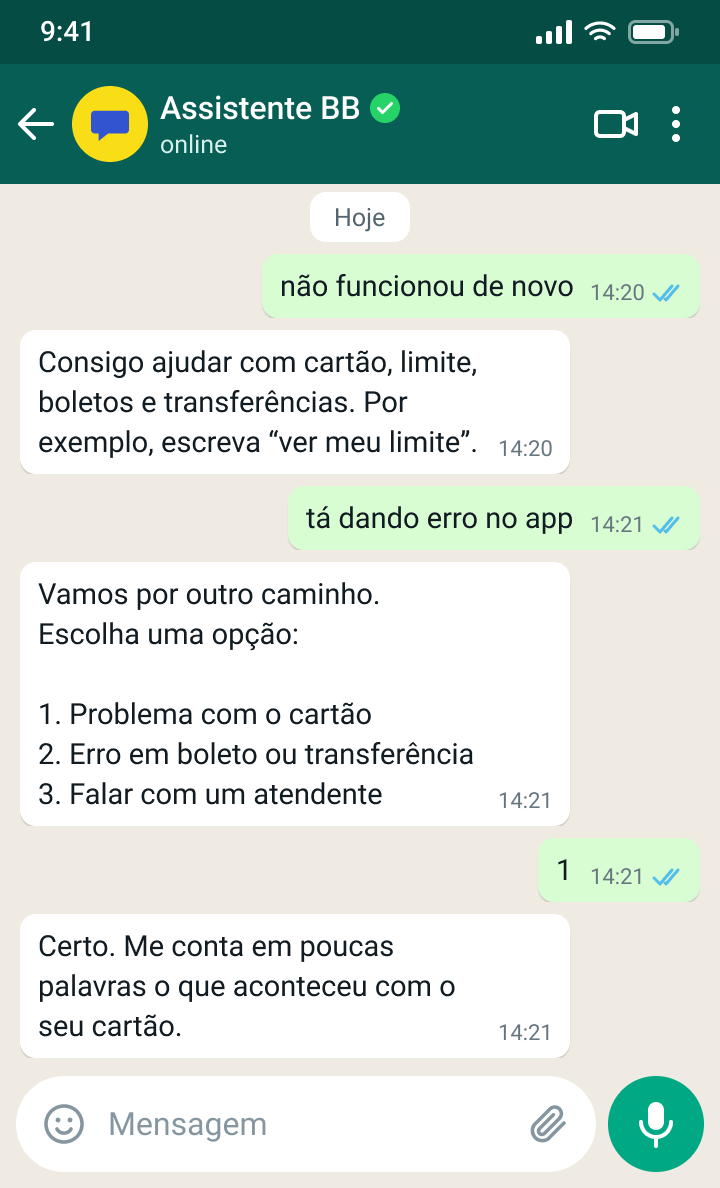 9:41
Assistente BB
online
Hoje
não funcionou de novo 14:20
Consigo ajudar com cartão, limite,
boletos e transferências. Por
exemplo, escreva “ver meu limite”. 14:20
tá dando erro no app 14:21
Vamos por outro caminho.
Escolha uma opção:
1. Problema com o cartão
2. Erro em boleto ou transferência
3. Falar com um atendente 14:21
1 14:21
Certo. Me conta em poucas
palavras o que aconteceu com o
seu cartão. 14:21
Mensagem